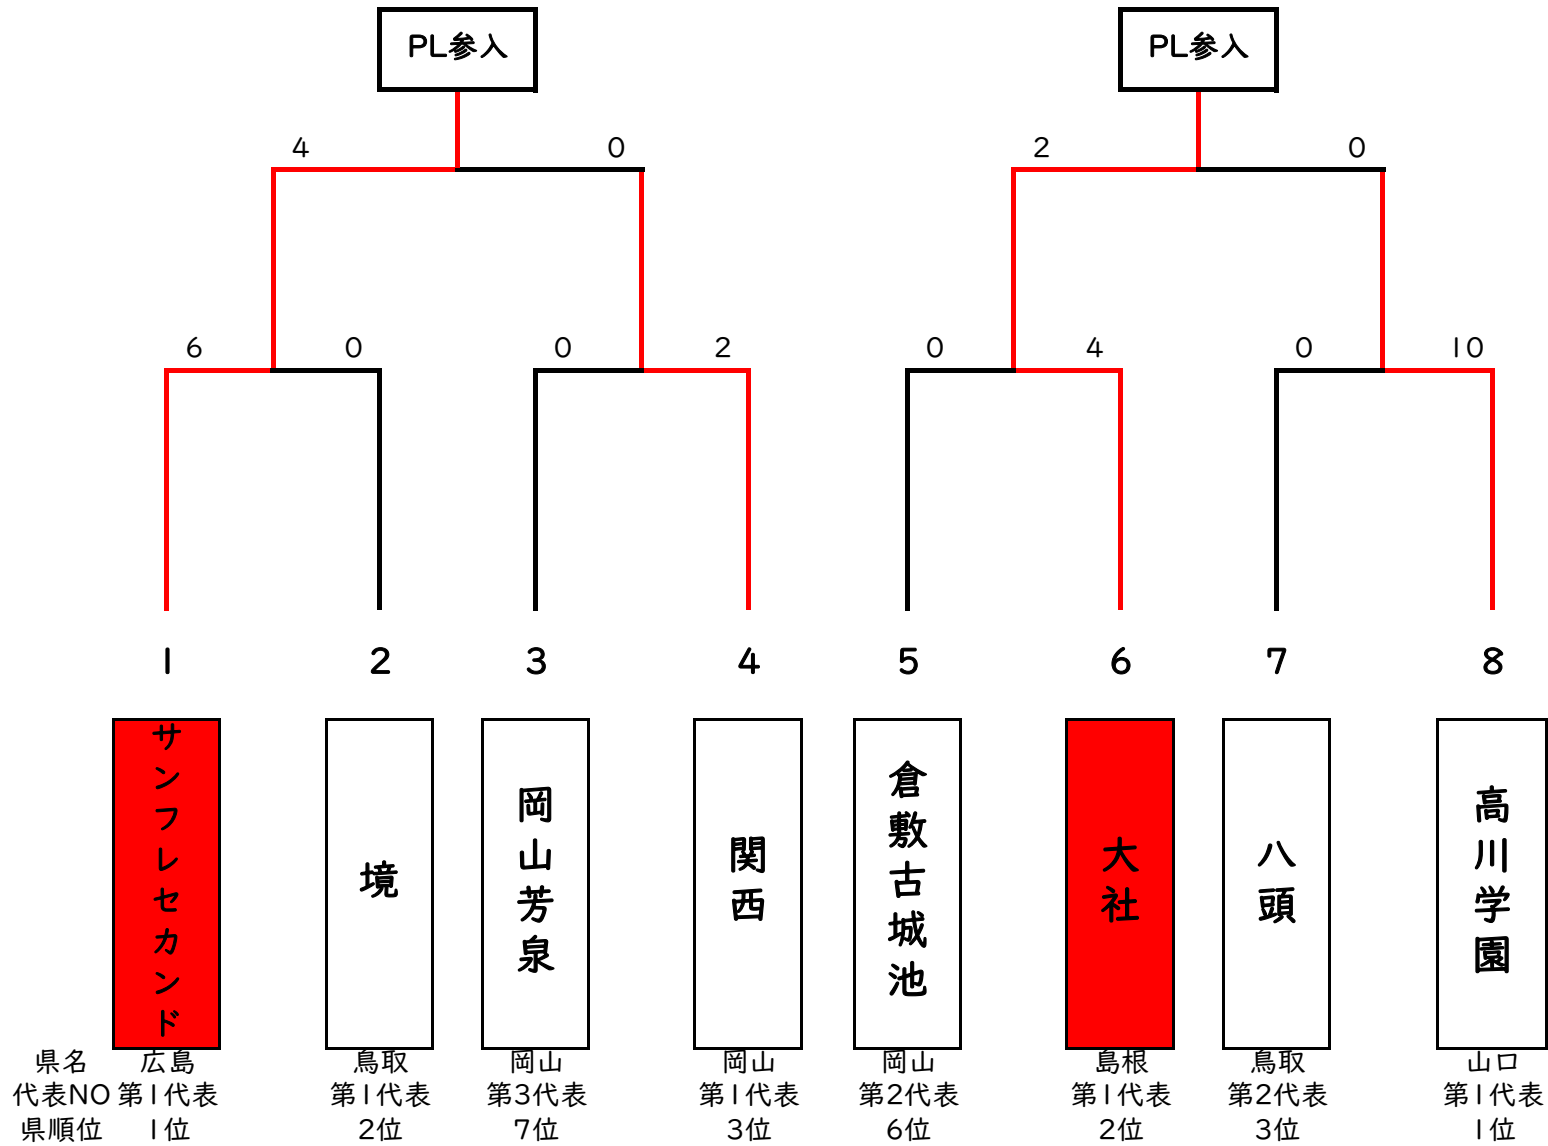 PL参入 PL参入
4 0 2 0
6 0 0 2 0 4 0 10
1 2 3 4 5 6 7 8
サンフレセカンド
境
岡山芳泉
関西
倉敷古城池
大社
八頭
高川学園
県名 広島 鳥取 岡山 岡山 岡山 島根 鳥取 山口
代表NO 第1代表 第1代表 第3代表 第1代表 第2代表 第1代表 第2代表 第1代表
県順位 1位 2位 7位 3位 6位 2位 3位 1位